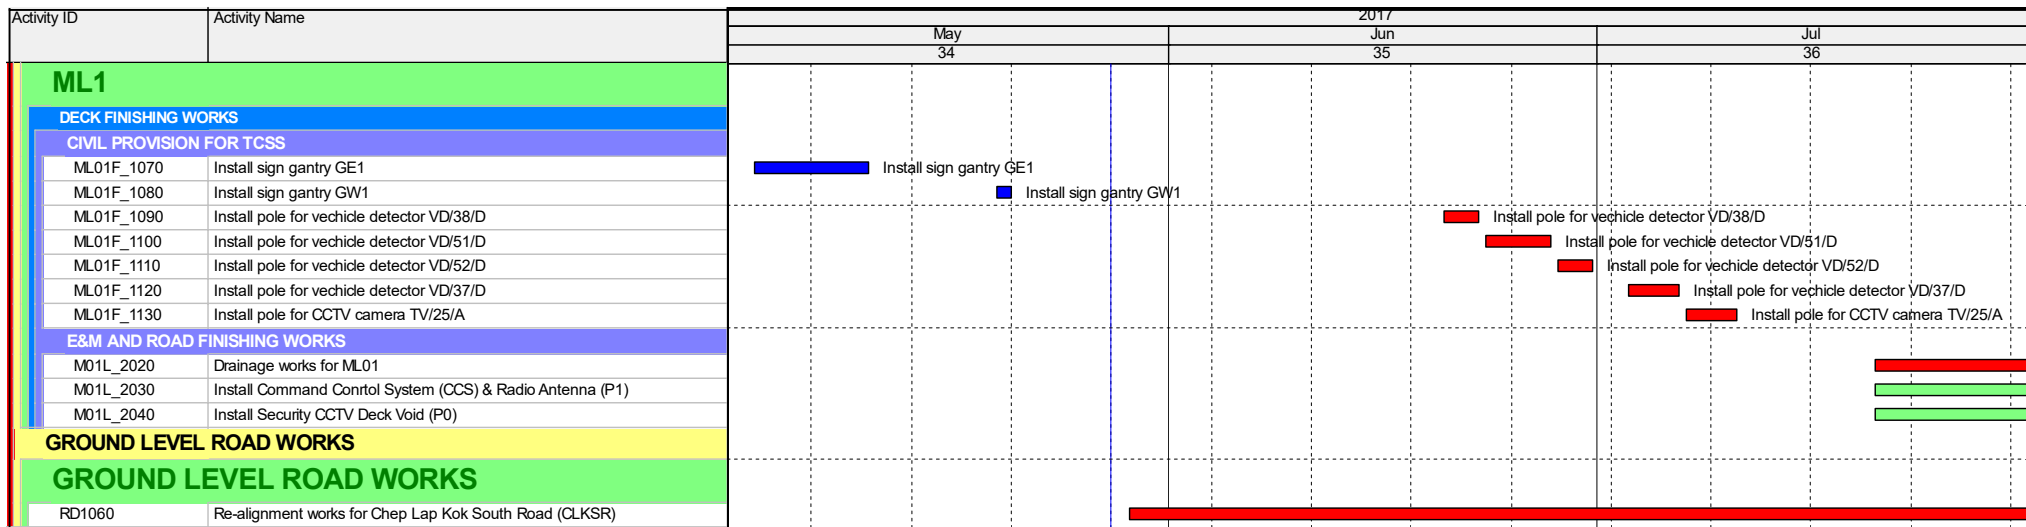 Activity ID Activity Name 2017
May Jun Jul
34 35 36
ML1
DECK FINISHING WORKS
CIVIL PROVISION FOR TCSS
ML01F_1070 Install sign gantry GE1 Install sign gantry GE1
ML01F_1080 Install sign gantry GW1 Install sign gantry GW1
ML01F_1090 Install pole for vechicle detector VD/38/D Install pole for vechicle detector VD/38/D
ML01F_1100 Install pole for vechicle detector VD/51/D Install pole for vechicle detector VD/51/D
ML01F_1110 Install pole for vechicle detector VD/52/D Install pole for vechicle detector VD/52/D
ML01F_1120 Install pole for vechicle detector VD/37/D Install pole for vechicle detector VD/37/D
ML01F_1130 Install pole for CCTV camera TV/25/A Install pole for CCTV camera TV/25/A
E&M AND ROAD FINISHING WORKS
M01L_2020 Drainage works for ML01
M01L_2030 Install Command Conrtol System (CCS) & Radio Antenna (P1)
M01L_2040 Install Security CCTV Deck Void (P0)
GROUND LEVEL ROAD WORKS
GROUND LEVEL ROAD WORKS
RD1060 Re-alignment works for Chep Lap Kok South Road (CLKSR)